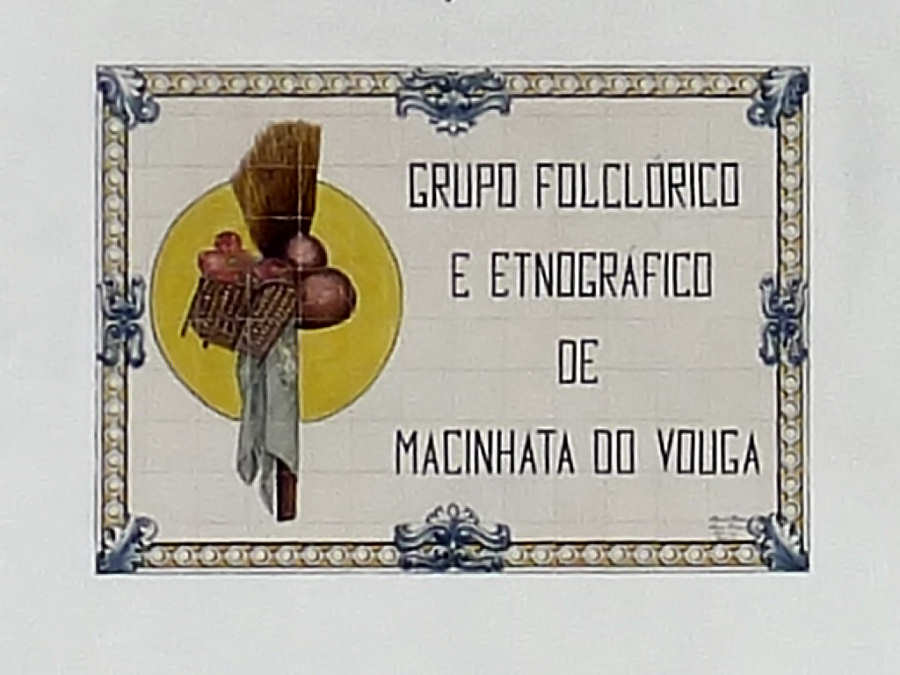 GRUPO FOLCLÓRICO
E ETNOGRÁFICO
DE
MACINHATA DO VOUGA